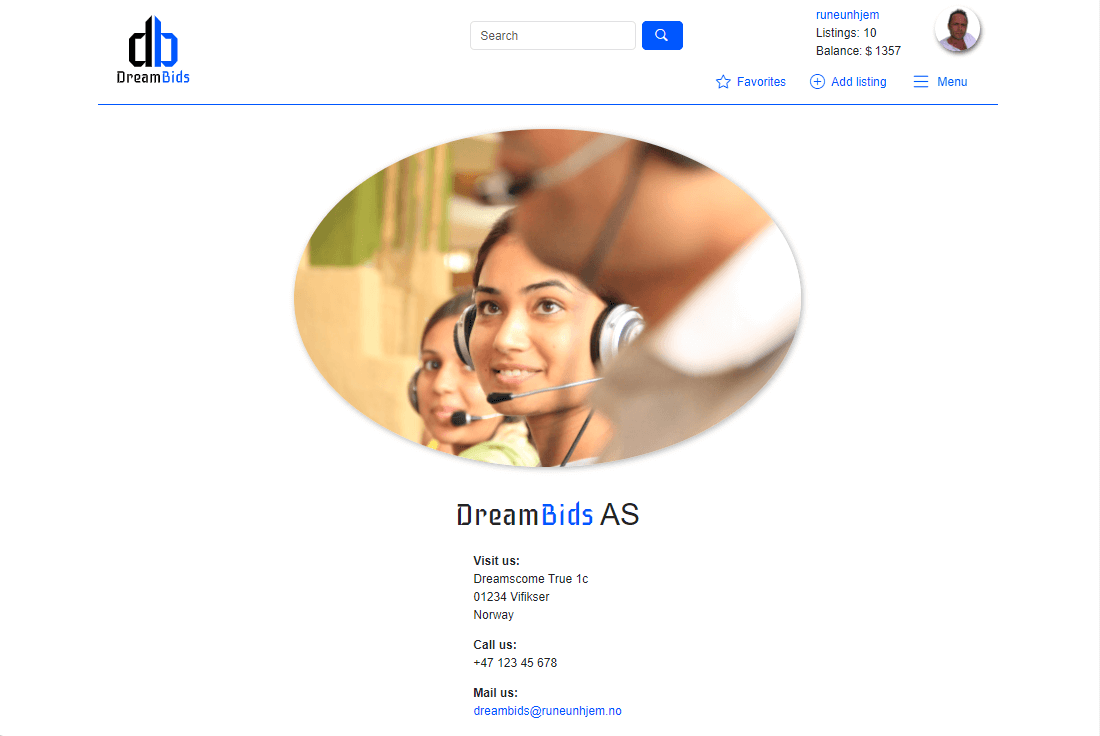 db
DreamBids
Search
runeunhjem
Listings: 10
Balance: $ 1357
Favorites
Add listing
Menu
DreamBids AS
Visit us:
Dreamscome True 1c
01234 Vifikser
Norway
Call us:
+47 123 45 678
Mail us:
dreambids@runeunhjem.no